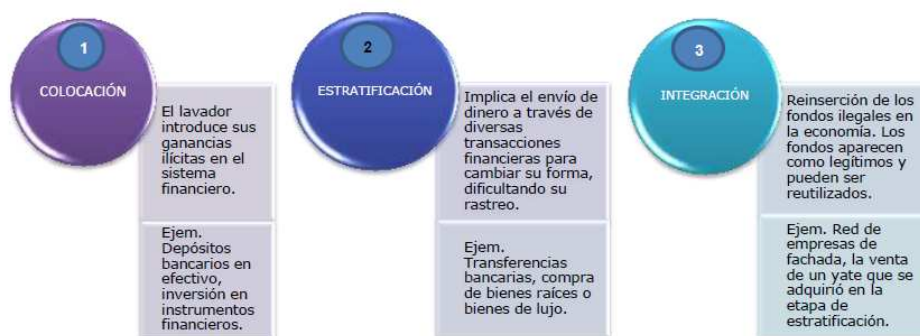 1
COLOCACIÓN
El lavador
introduce sus
ganancias
ilícitas en el
sistema
financiero.
Ejem.
Depósitos
bancarios en
efectivo,
inversión en
instrumentos
financieros.
2
ESTRATIFICACIÓN
Implica el envío de
dinero a través de
diversas
transacciones
financieras para
cambiar su forma,
dificultando su
rastreo.
Ejem.
Transferencias
bancarias, compra
de bienes raíces o
bienes de lujo.
3
INTEGRACIÓN
Reinserción de los
fondos ilegales en
la economía. Los
fondos aparecen
como legítimos y
pueden ser
reutilizados.
Ejem. Red de
empresas de
fachada, la venta
de un yate que se
adquirió en la
etapa de
estratificación.